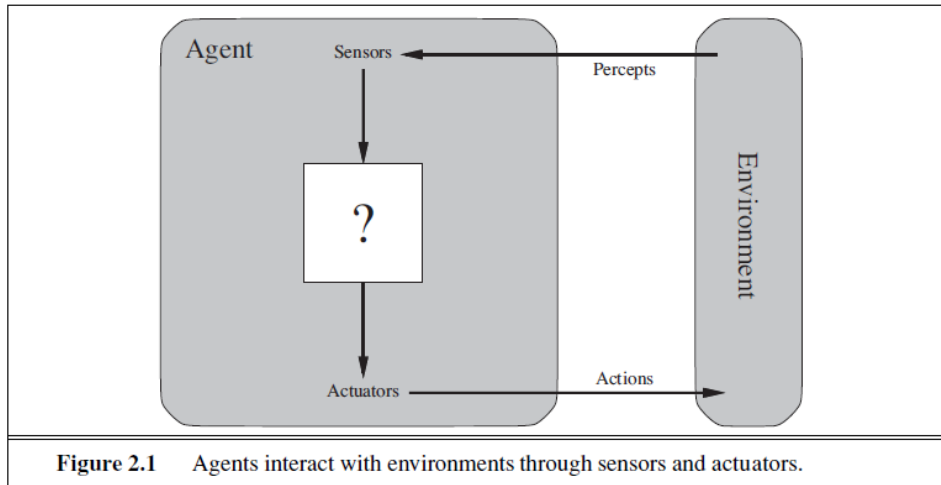 Agent
Sensors
Percepts
Environment
?
Actuators
Actions
Figure 2.1 Agents interact with environments through sensors and actuators.